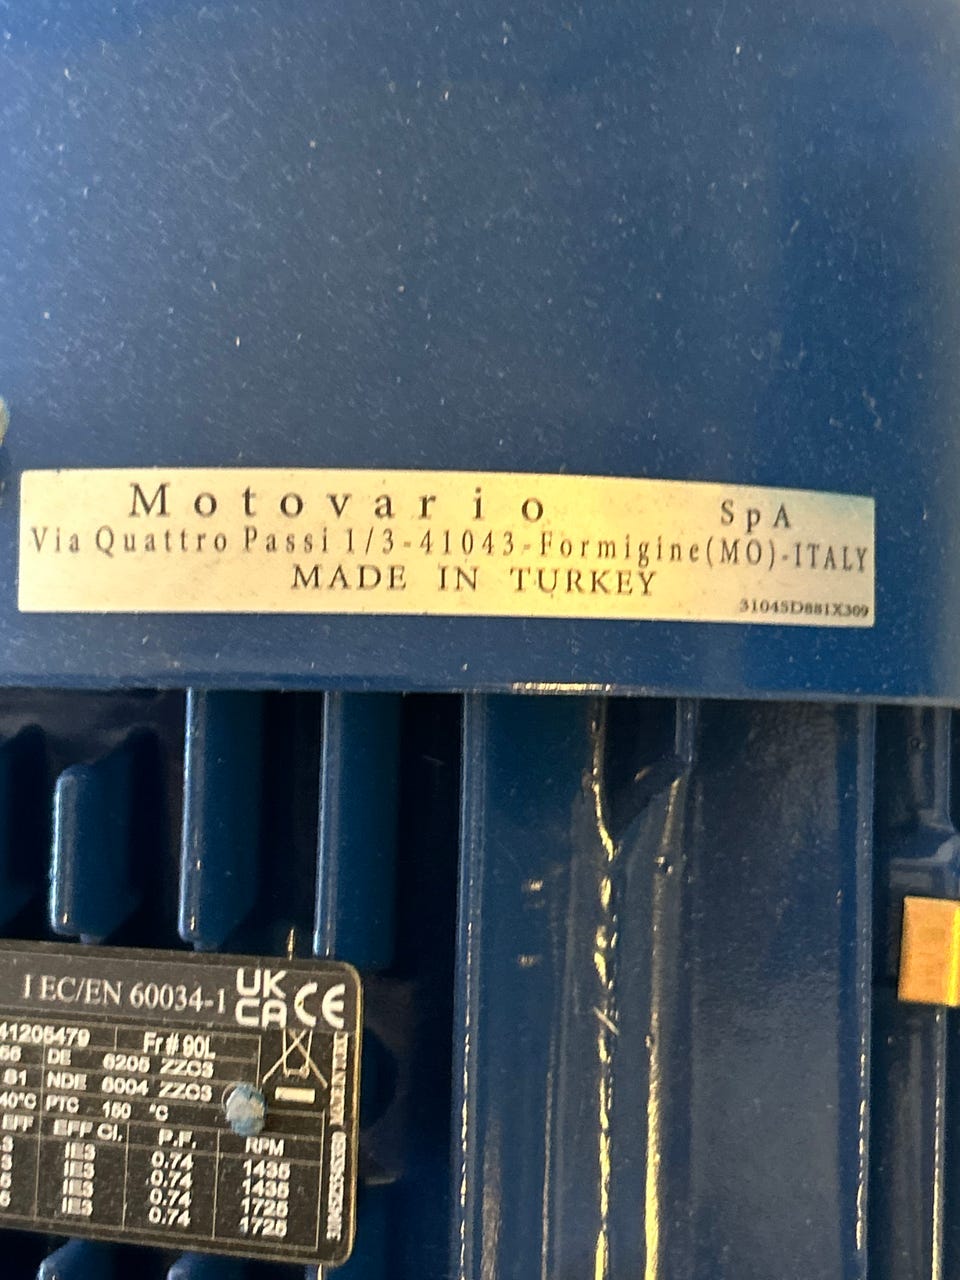 Motovario SpA
Via Quattro Passi 1/3-41043-Formigine(MO)-ITALY
MADE IN TURKEY
31045D881X309
IEC/EN 60034-1 UK CA CE
41205479 Fr# 90L
66 DE 6205 ZZC3
S1 NDE 6004 ZZC3
40°C PTC 150 °C
EFF EFF Cl. P.F. RPM
IE3 0.74 1435
IE3 0.74 1435
IE3 0.74 1725
IE3 0.74 1725